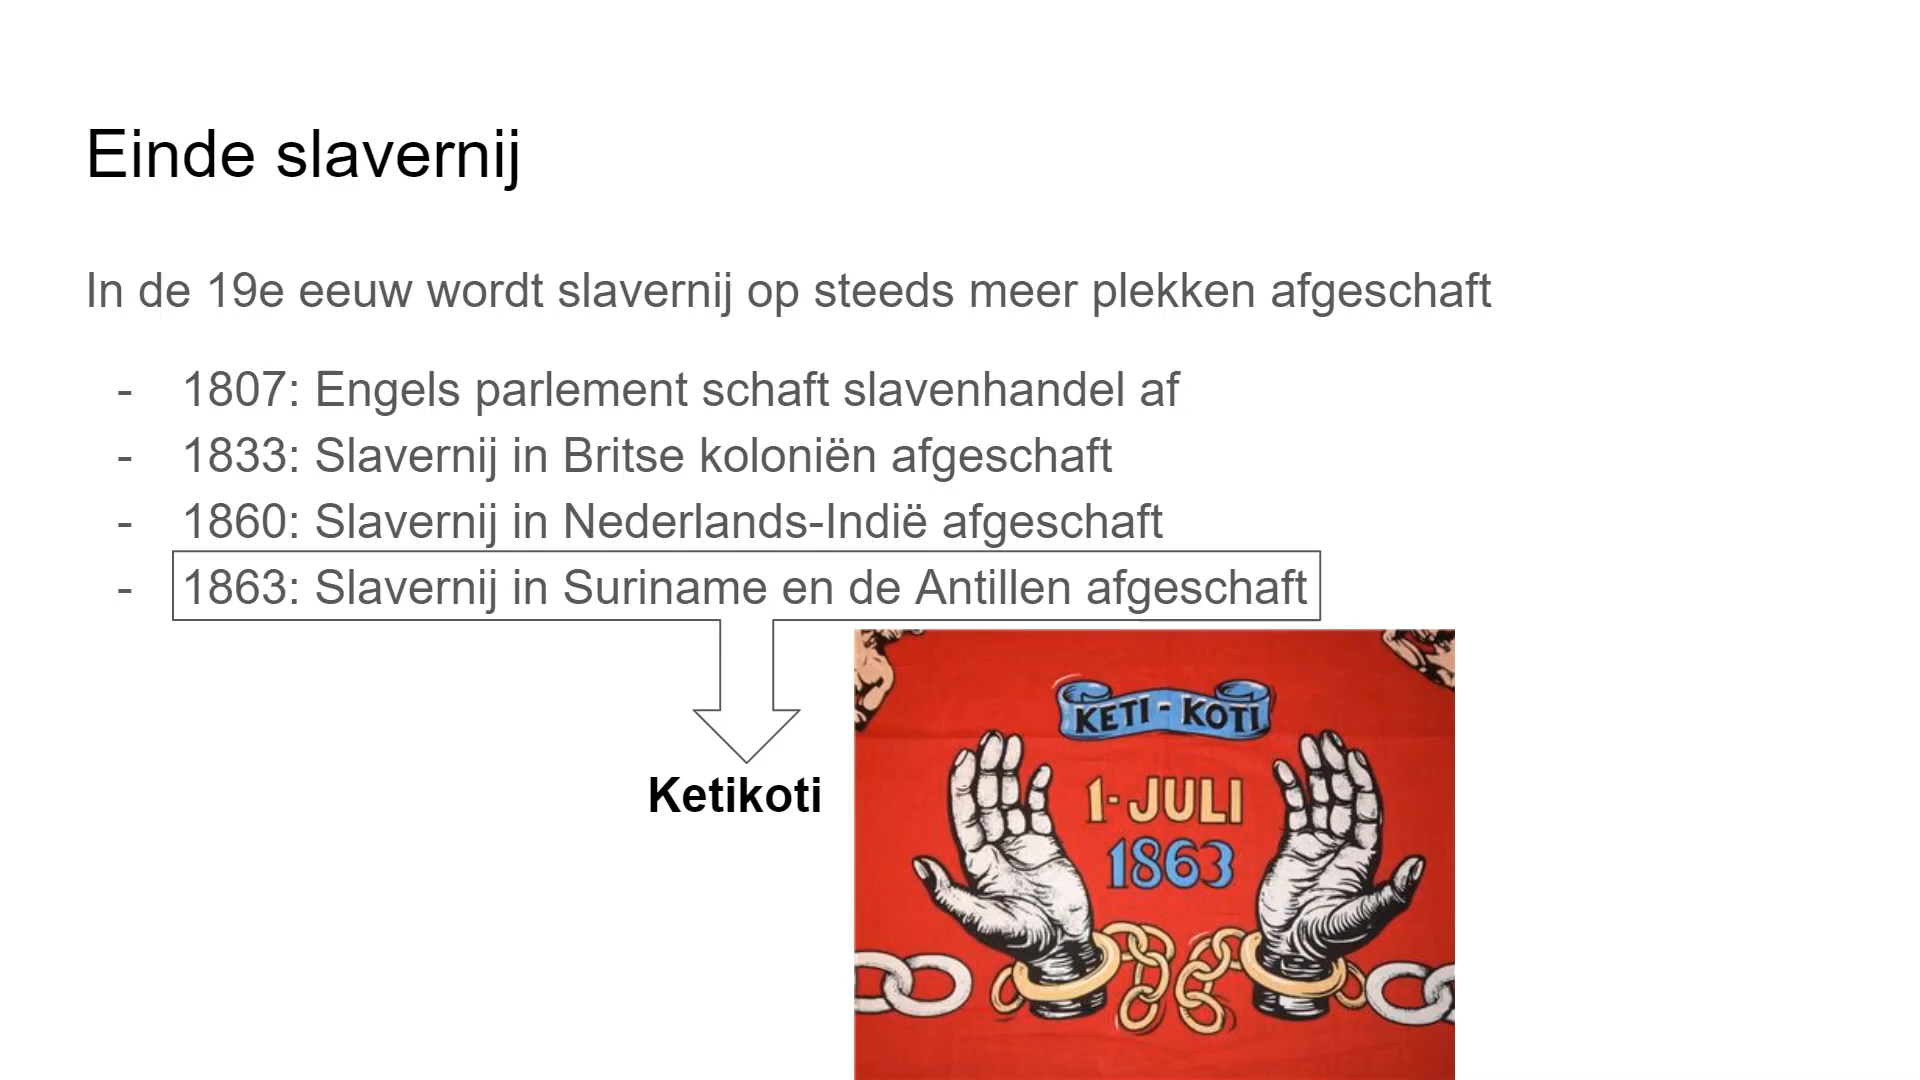 Einde slavernij
In de 19e eeuw wordt slavernij op steeds meer plekken afgeschaft
- 1807: Engels parlement schaft slavenhandel af
- 1833: Slavernij in Britse koloniën afgeschaft
- 1860: Slavernij in Nederlands-Indië afgeschaft
- 1863: Slavernij in Suriname en de Antillen afgeschaft
Ketikoti
KETI-KOTI
1-JULI
1863